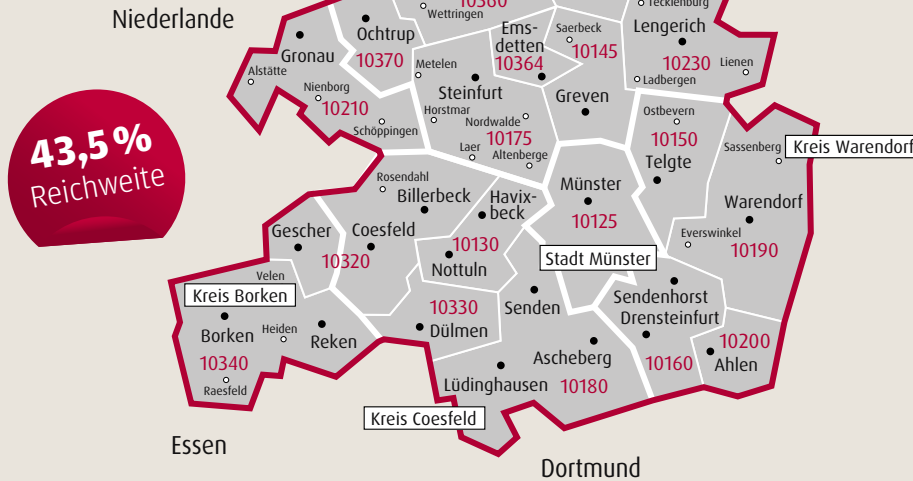 Niederlande
10360
Wettringen
Tecklenburg
Ochtrup
10370
Ems-
detten
10364
Saerbeck
10145
Lengerich
10230
Lienen
Ladbergen
Gronau
Alstätte
Nienborg
10210
Schöppingen
Metelen
Steinfurt
Horstmar
Nordwalde
10175
Laer
Altenberge
Greven
Ostbevern
10150
Telgte
Sassenberg
Kreis Warendorf
43,5 %
Reichweite
Rosendahl
Billerbeck
Havix-
beck
Münster
10125
Warendorf
10190
Everswinkel
Gescher
Coesfeld
10320
10130
Nottuln
Stadt Münster
Velen
Kreis Borken
Borken
Heiden
Reken
10340
Raesfeld
10330
Dülmen
Senden
Sendenhorst
Drensteinfurt
10160
10200
Ahlen
Ascheberg
Lüdinghausen
10180
Kreis Coesfeld
Essen
Dortmund